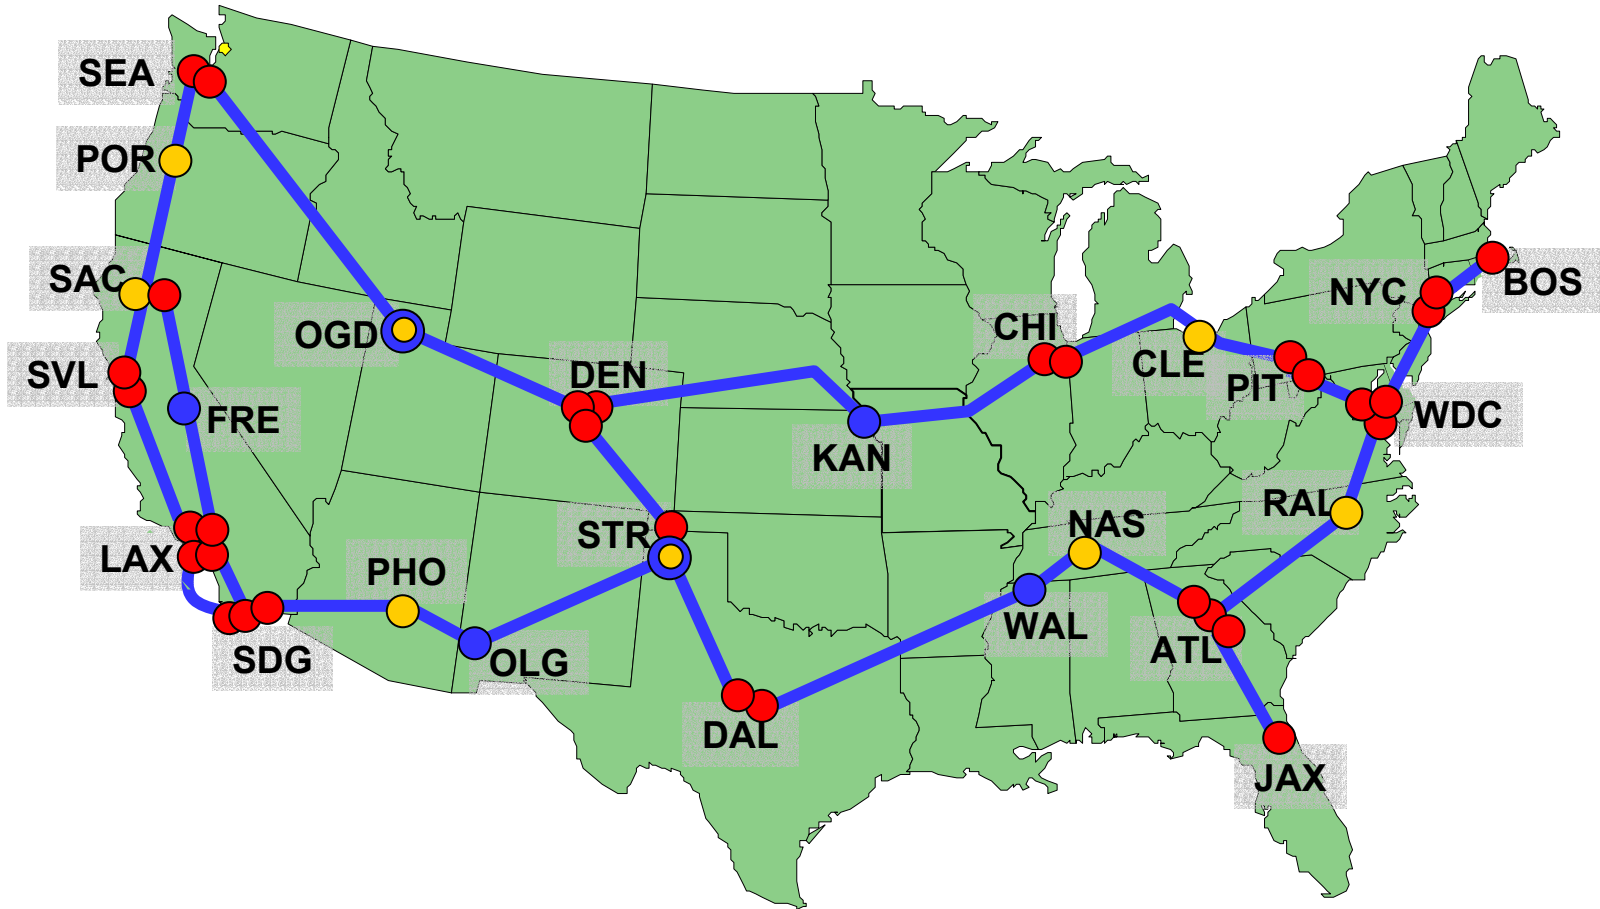 SEA
POR
SAC
SVL
FRE
LAX
SDG
OGD
PHO
OLG
DEN
STR
DAL
KAN
CHI
CLE
PIT
NYC
BOS
WDC
RAL
NAS
WAL
ATL
JAX